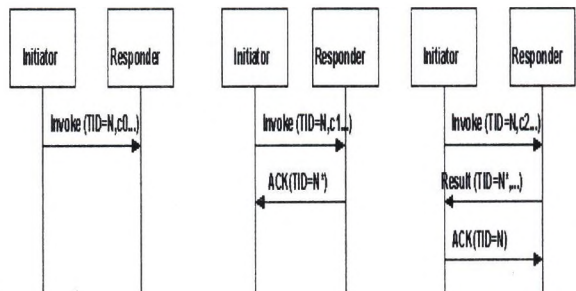 Initiator Responder Initiator Responder Initiator Responder
Invoke (TID=N,c0...) Invoke (TID=N,c1...) Invoke (TID=N,c2...)
ACK(TID=N*) Result (TID=N*,...)
ACK(TID=N)